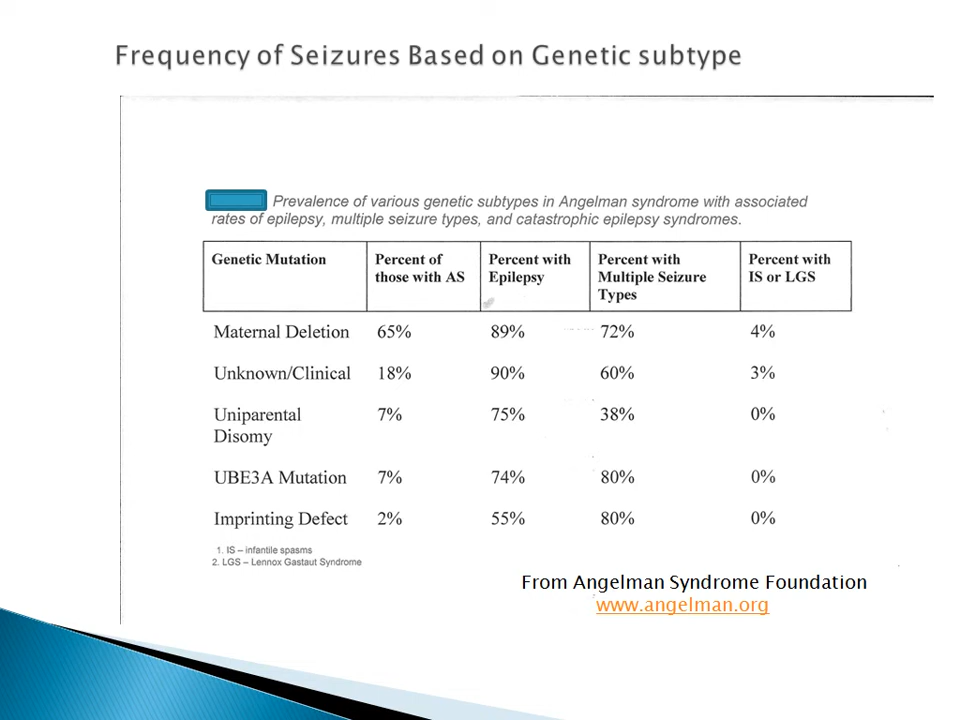 Frequency of Seizures Based on Genetic subtype
Prevalence of various genetic subtypes in Angelman syndrome with associated
rates of epilepsy, multiple seizure types, and catastrophic epilepsy syndromes.
Genetic Mutation Percent of those with AS Percent with Epilepsy Percent with Multiple Seizure Types Percent with IS or LGS
Maternal Deletion 65% 89% 72% 4%
Unknown/Clinical 18% 90% 60% 3%
Uniparental Disomy 7% 75% 38% 0%
UBE3A Mutation 7% 74% 80% 0%
Imprinting Defect 2% 55% 80% 0%
1. IS – infantile spasms
2. LGS – Lennox Gastaut Syndrome
From Angelman Syndrome Foundation
www.angelman.org